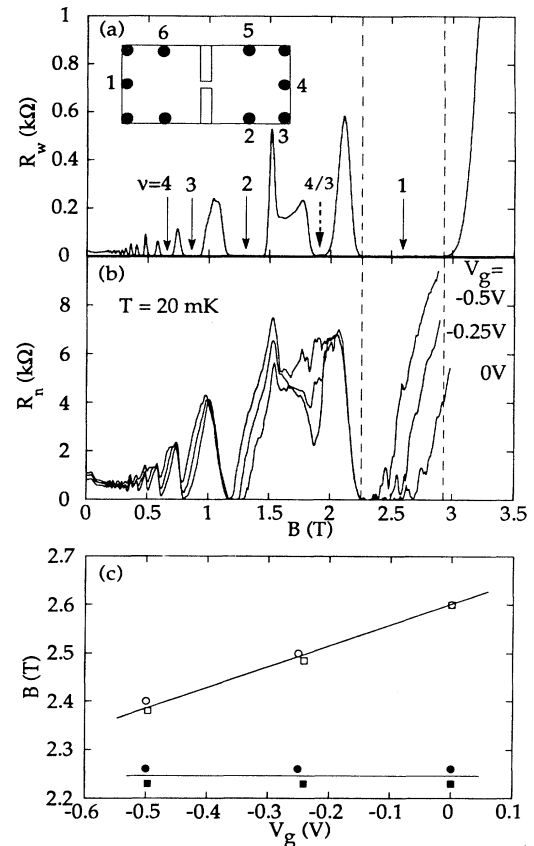 (a)
1
0.8
0.6
0.4
0.2
0
R_w (kΩ)
6 5
1 4
2 3
ν=4 3 2 4/3 1
(b)
T = 20 mK
V_g=
-0.5V
-0.25V
0V
8
6
4
2
0
R_n (kΩ)
0 0.5 1 1.5 2 2.5 3 3.5
B (T)
(c)
2.7
2.6
2.5
2.4
2.3
2.2
B (T)
-0.6 -0.5 -0.4 -0.3 -0.2 -0.1 0 0.1
V_g (V)